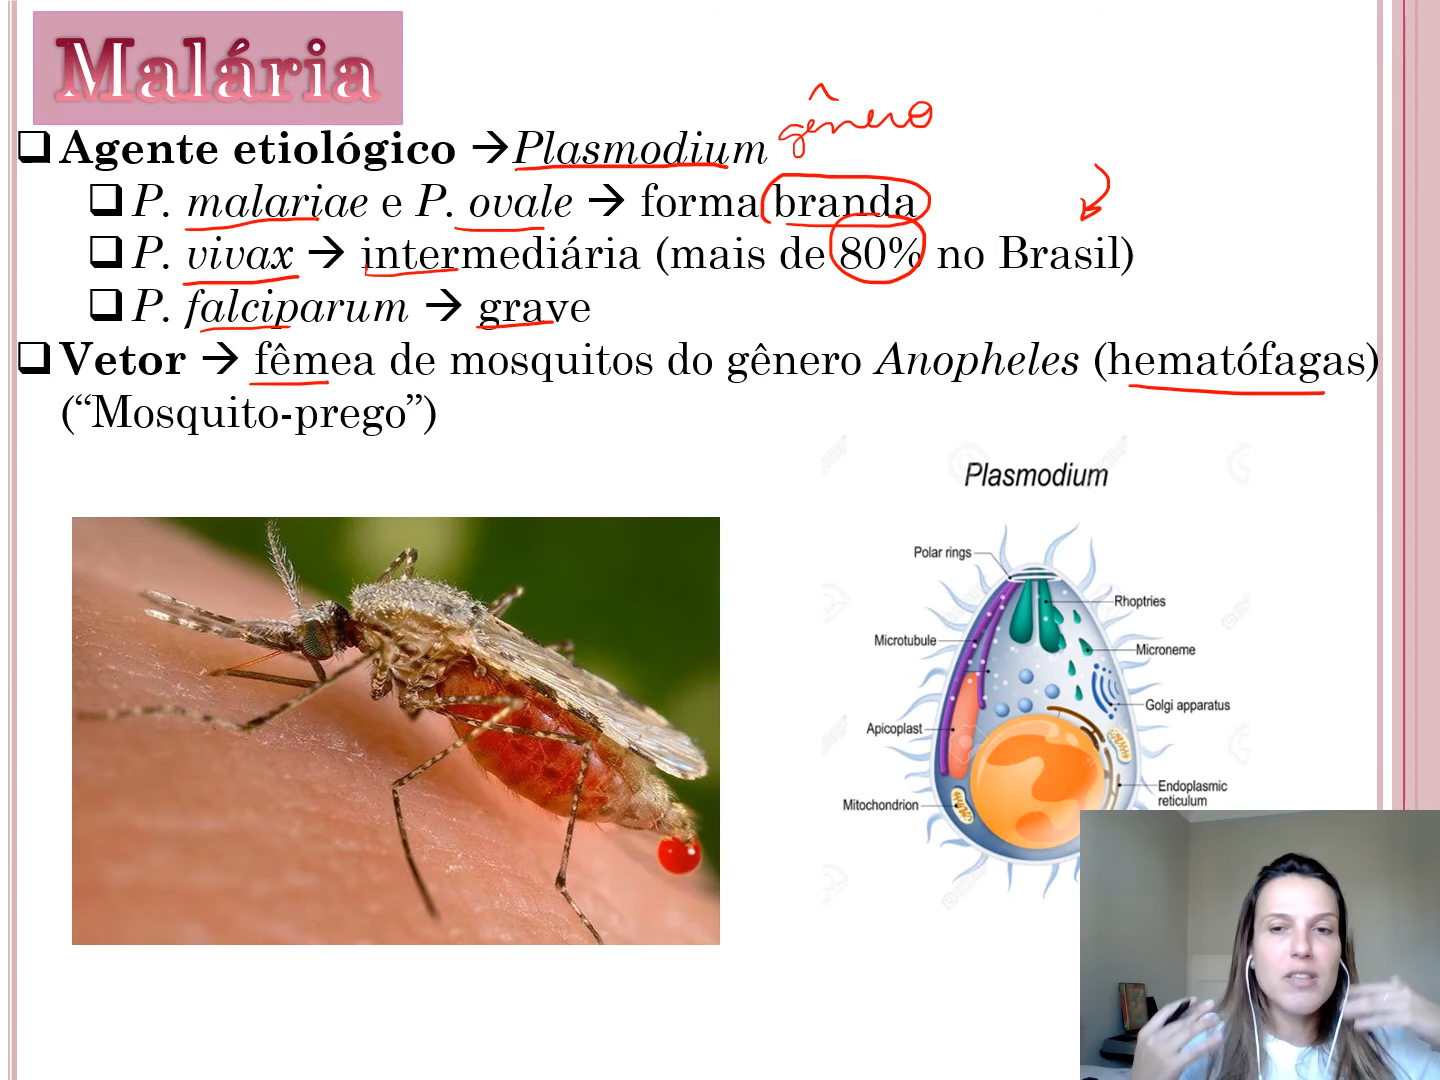 Malária
gênero
❑ Agente etiológico → Plasmodium
❑ P. malariae e P. ovale → forma branda
❑ P. vivax → intermediária (mais de 80% no Brasil)
❑ P. falciparum → grave
❑ Vetor → fêmea de mosquitos do gênero Anopheles (hematófagas)
(“Mosquito-prego”)
Plasmodium
Polar rings
Rhoptries
Microtubule
Microneme
Golgi apparatus
Apicoplast
Endoplasmic
reticulum
Mitochondrion